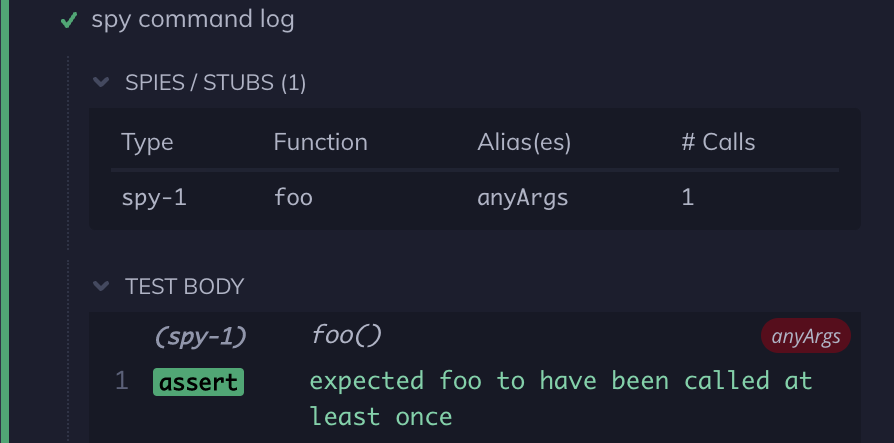 spy command log
SPIES / STUBS (1)
Type Function Alias(es) # Calls
spy-1 foo anyArgs 1
TEST BODY
(spy-1) foo() anyArgs
1 assert expected foo to have been called at
least once